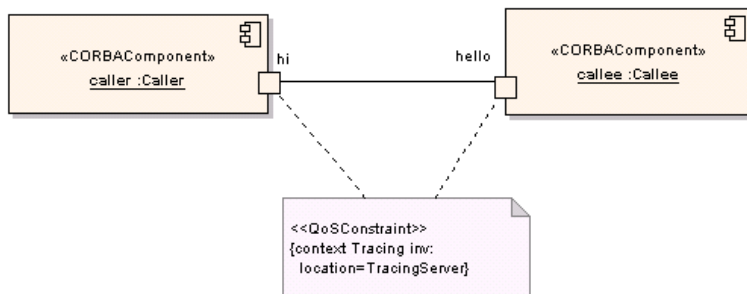 «CORBAComponent»
caller :Caller
hi
hello
«CORBAComponent»
callee :Callee
<<QoSConstraint>>
{context Tracing inv:
location=TracingServer}